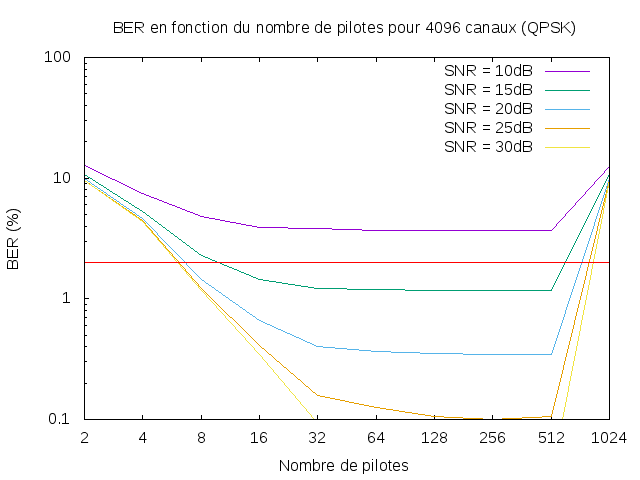 BER en fonction du nombre de pilotes pour 4096 canaux (QPSK)
100
SNR = 10dB
SNR = 15dB
SNR = 20dB
SNR = 25dB
SNR = 30dB
10
BER (%)
1
0.1
2 4 8 16 32 64 128 256 512 1024
Nombre de pilotes